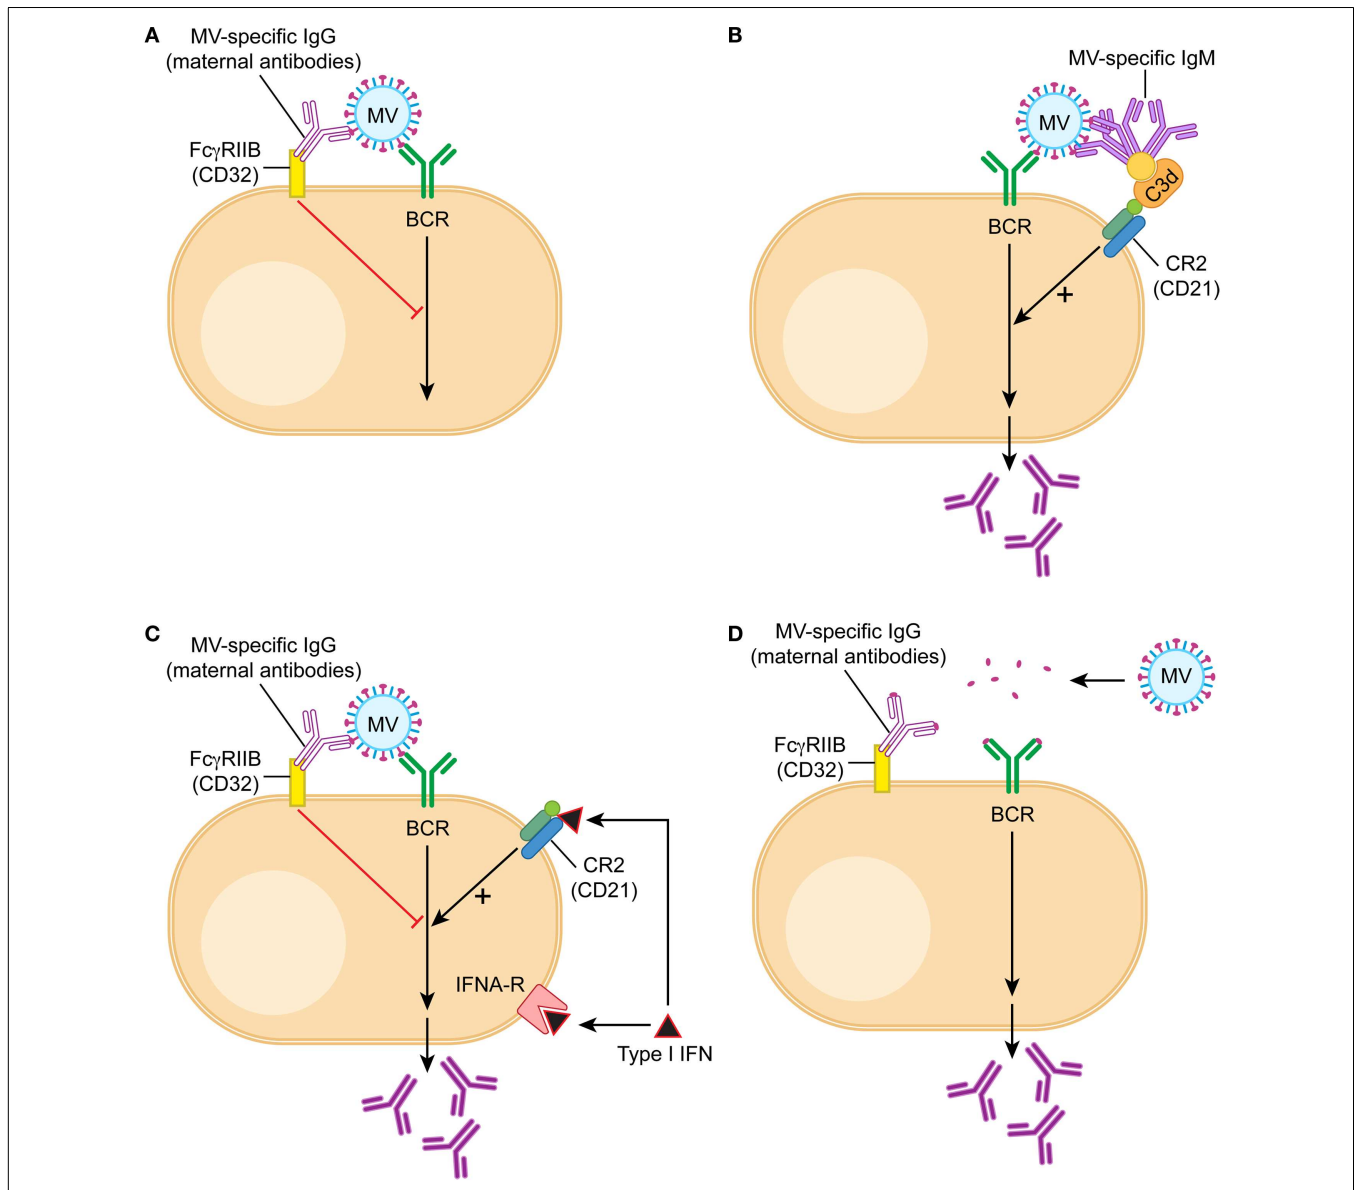 A
MV-specific IgG
(maternal antibodies)
MV
FcγRIIB
(CD32)
BCR
B
MV-specific IgM
MV
C3d
BCR
CR2
(CD21)
+
C
MV-specific IgG
(maternal antibodies)
MV
FcγRIIB
(CD32)
BCR
CR2
(CD21)
+
IFNA-R
Type I IFN
D
MV-specific IgG
(maternal antibodies)
MV
FcγRIIB
(CD32)
BCR